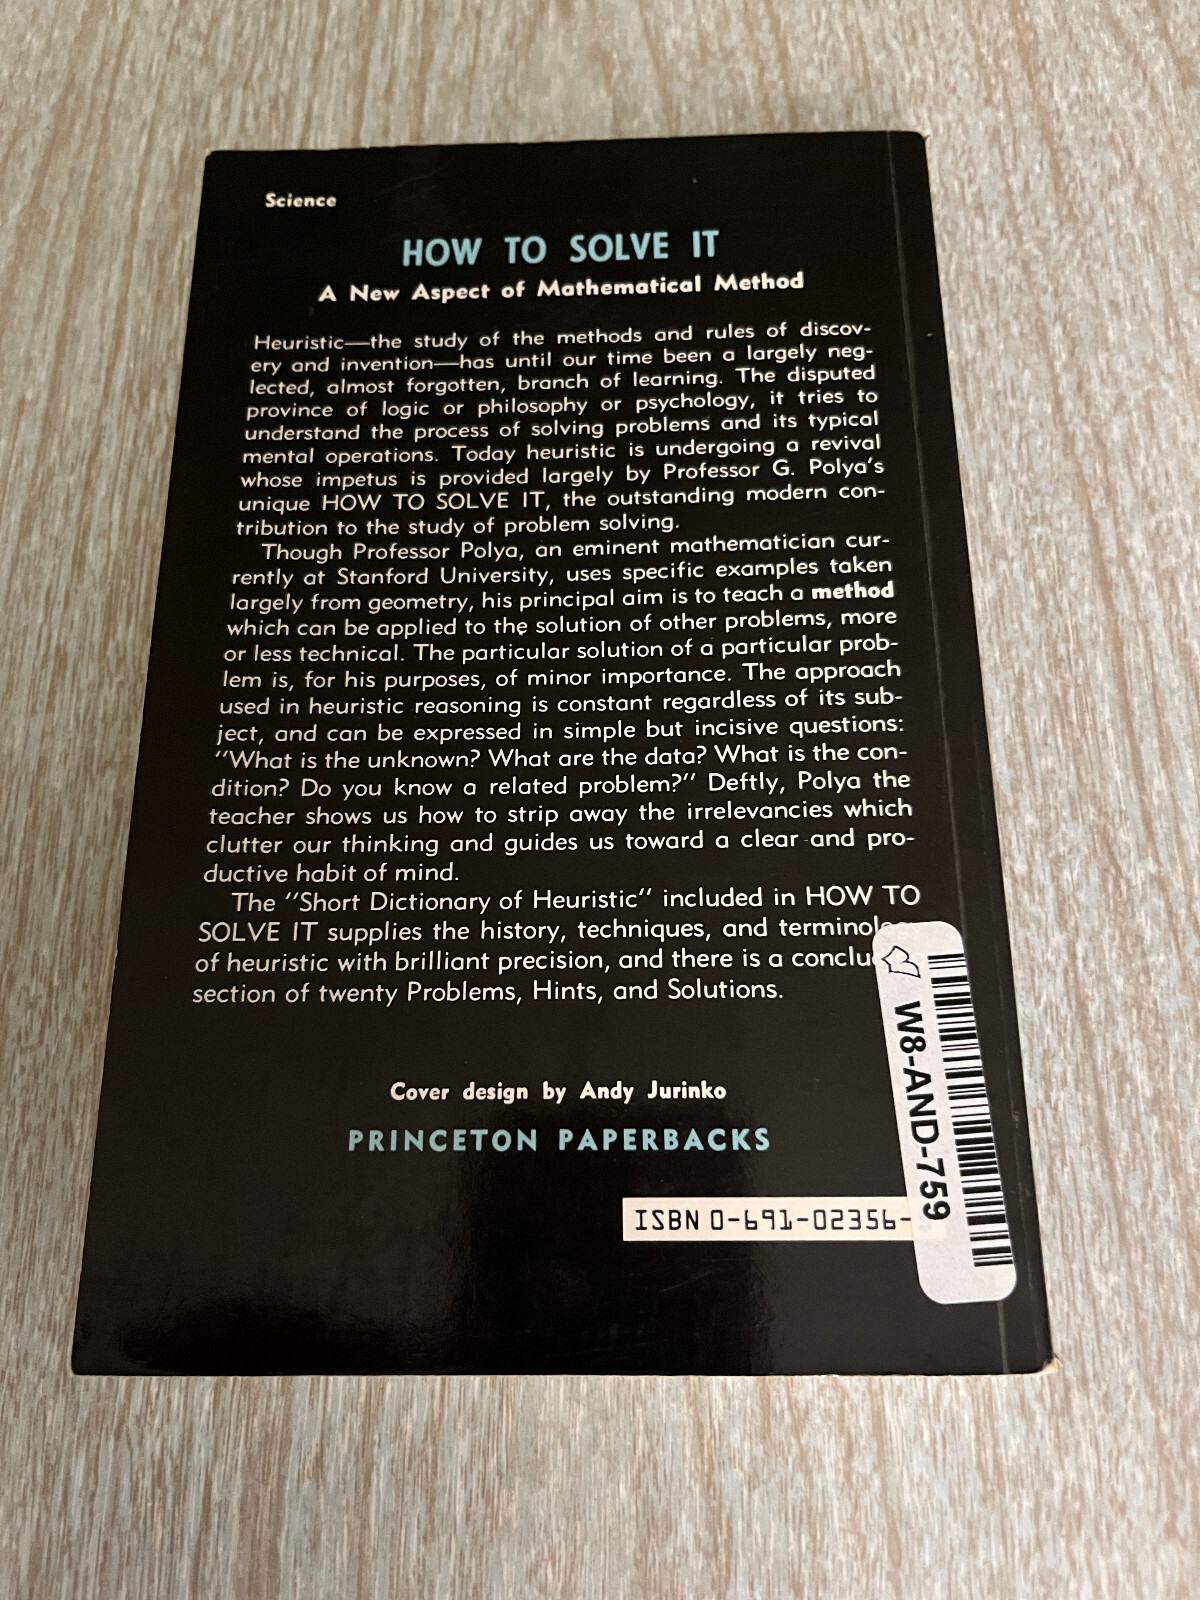 Science
HOW TO SOLVE IT
A New Aspect of Mathematical Method
Heuristic—the study of the methods and rules of discov-
ery and invention—has until our time been a largely neg-
lected, almost forgotten, branch of learning. The disputed
province of logic or philosophy or psychology, it tries to
understand the process of solving problems and its typical
mental operations. Today heuristic is undergoing a revival
whose impetus is provided largely by Professor G. Polya's
unique HOW TO SOLVE IT, the outstanding modern con-
tribution to the study of problem solving.
Though Professor Polya, an eminent mathematician cur-
rently at Stanford University, uses specific examples taken
largely from geometry, his principal aim is to teach a method
which can be applied to the solution of other problems, more
or less technical. The particular solution of a particular prob-
lem is, for his purposes, of minor importance. The approach
used in heuristic reasoning is constant regardless of its sub-
ject, and can be expressed in simple but incisive questions:
"What is the unknown? What are the data? What is the con-
dition? Do you know a related problem?" Deftly, Polya the
teacher shows us how to strip away the irrelevancies which
clutter our thinking and guides us toward a clear and pro-
ductive habit of mind.
The "Short Dictionary of Heuristic" included in HOW TO
SOLVE IT supplies the history, techniques, and
of heuristic with brilliant precision, and there is a
section of twenty Problems, Hints, and Solutions.
Cover design by Andy Jurinko
PRINCETON PAPERBACKS
ISBN 0-691-02356-
W8-AND-759